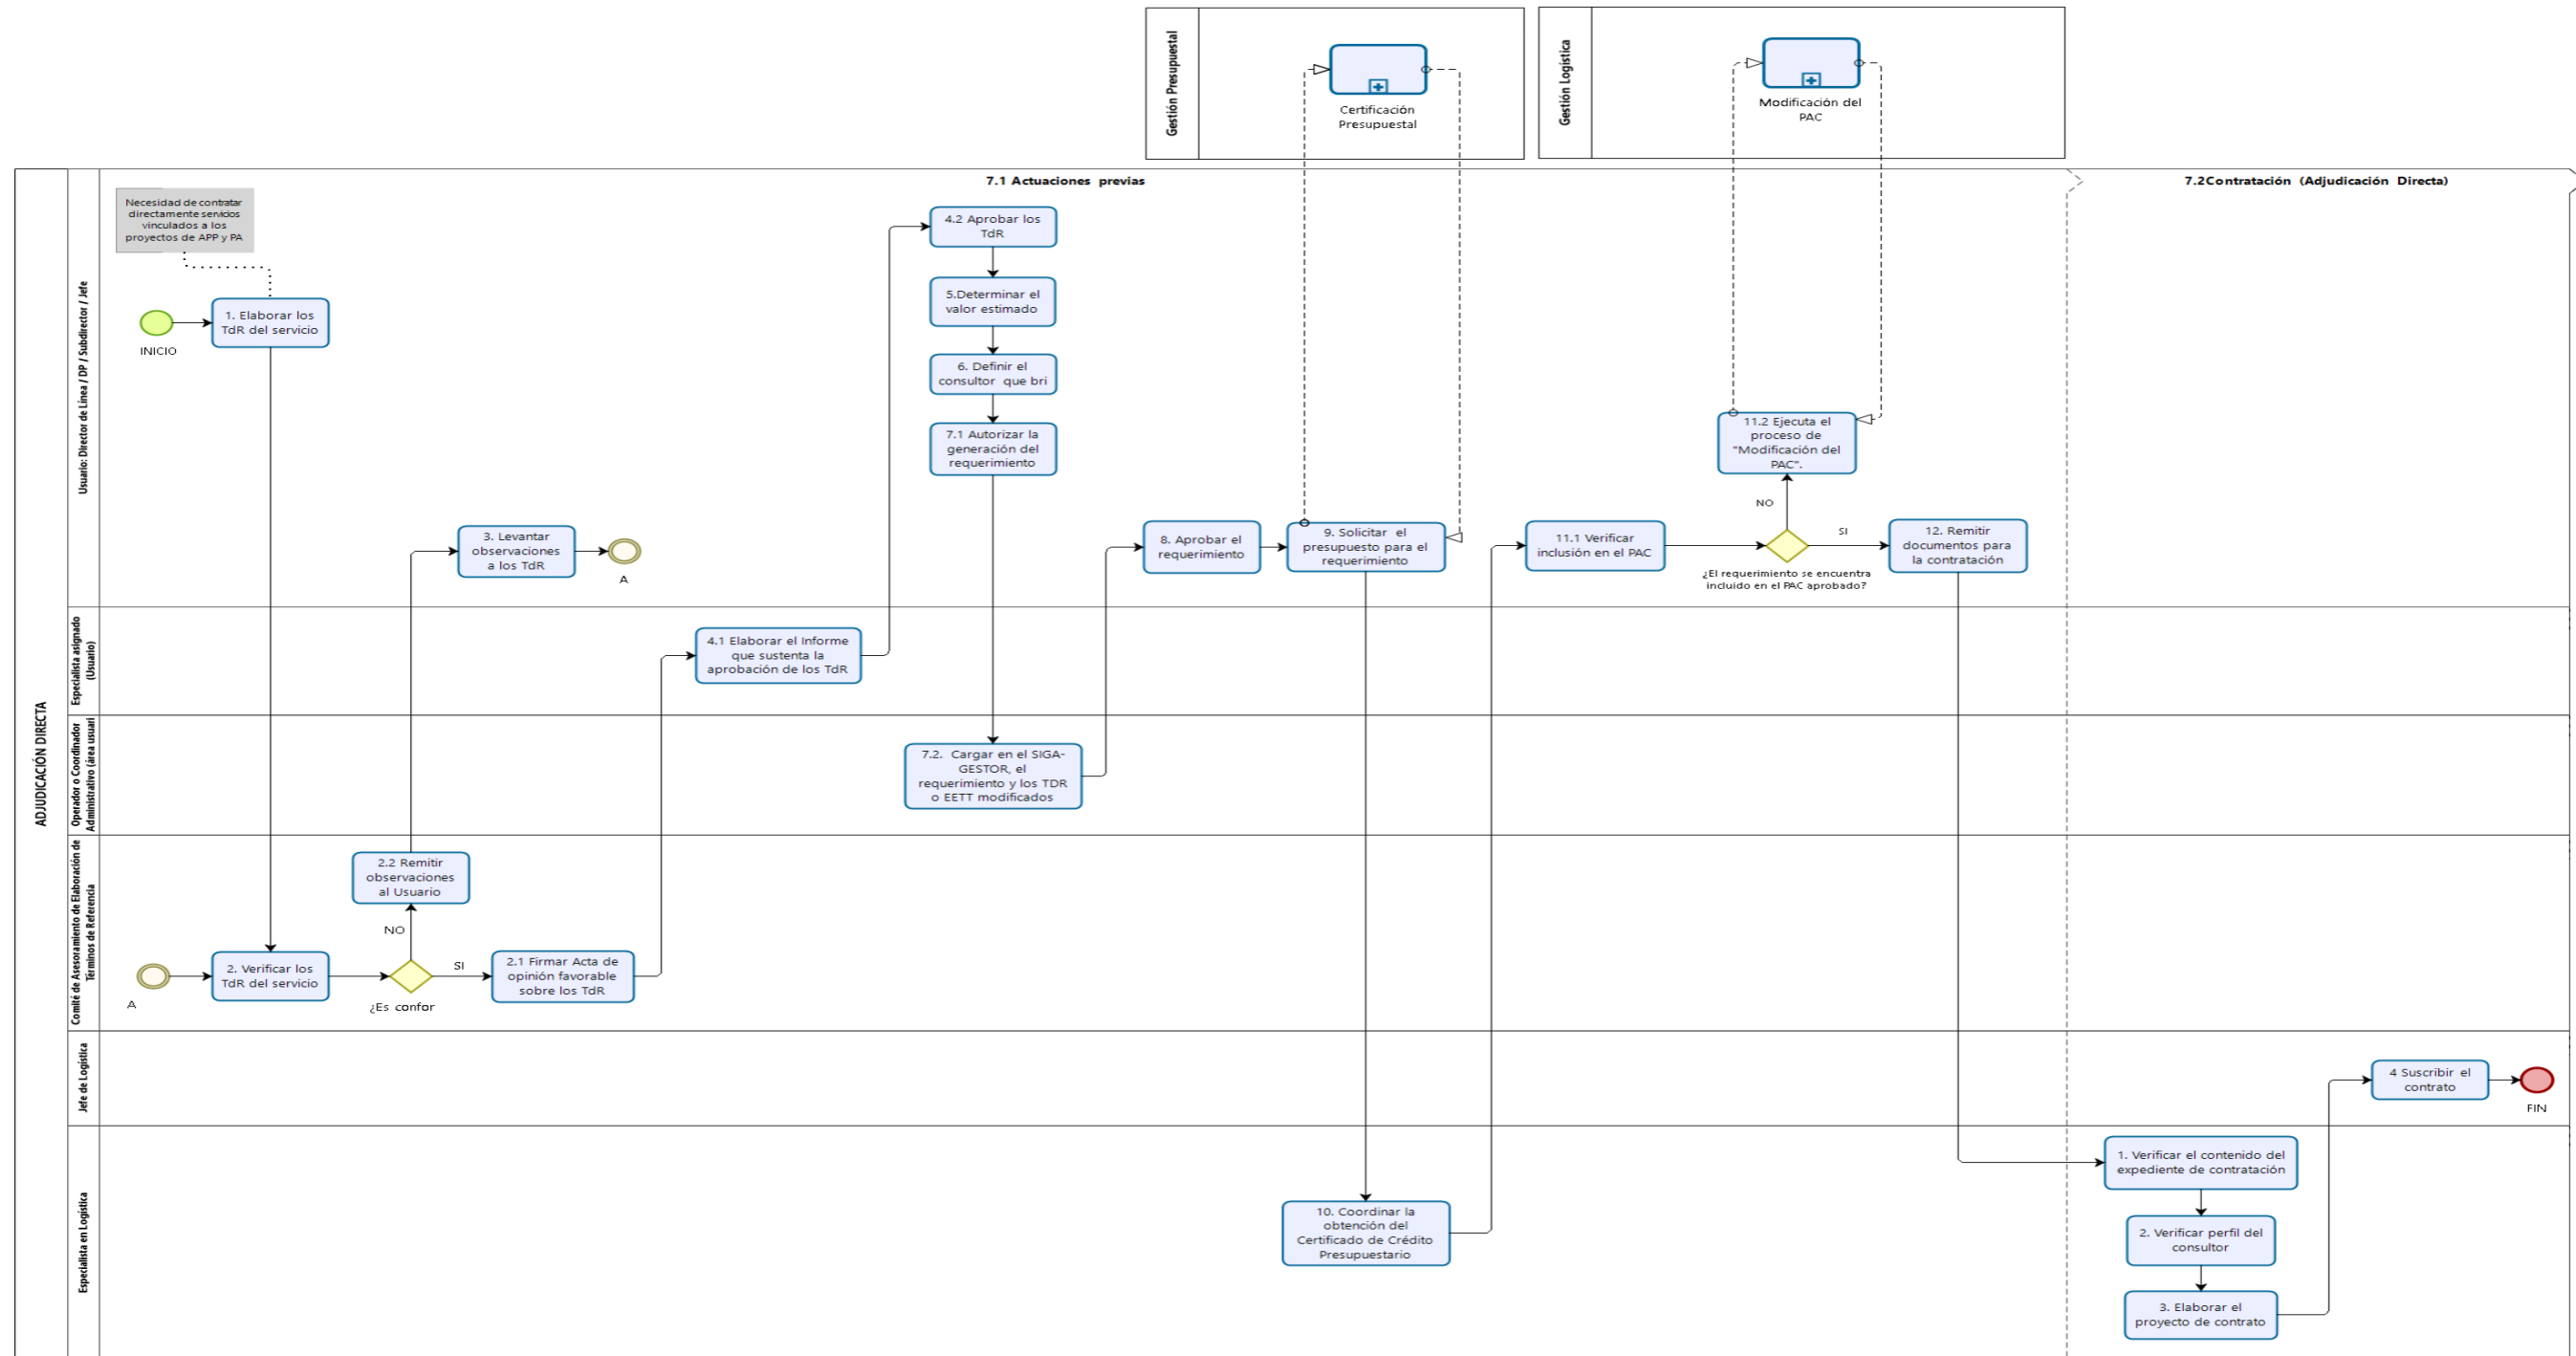 Gestión Presupuestal
Certificación
Presupuestal
Gestión Logística
Modificación del
PAC
ADJUDICACIÓN DIRECTA
7.1 Actuaciones previas
7.2Contratación (Adjudicación Directa)
Usuario: Director de Línea / DP / Subdirector / Jefe
Necesidad de contratar
directamente servicios
vinculados a los
proyectos de APP y PA
INICIO
1. Elaborar los
TdR del servicio
3. Levantar
observaciones
a los TdR
A
4.2 Aprobar los
TdR
5.Determinar el
valor estimado
6. Definir el
consultor que bri
7.1 Autorizar la
generación del
requerimiento
8. Aprobar el
requerimiento
9. Solicitar el
presupuesto para el
requerimiento
11.1 Verificar
inclusión en el PAC
11.2 Ejecuta el
proceso de
"Modificación del
PAC".
NO
SI
¿El requerimiento se encuentra
incluido en el PAC aprobado?
12. Remitir
documentos para
la contratación
Especialista asignado
(Usuario)
4.1 Elaborar el Informe
que sustenta la
aprobación de los TdR
Operador o Coordinador
Administrativo (área usuari
7.2. Cargar en el SIGA-
GESTOR, el
requerimiento y los TDR
o EETT modificados
Comité de Asesoramiento de Elaboración de
Términos de Referencia
A
2. Verificar los
TdR del servicio
2.2 Remitir
observaciones
al Usuario
NO
SI
¿Es confor
2.1 Firmar Acta de
opinión favorable
sobre los TdR
Jefe de Logística
4 Suscribir el
contrato
FIN
Especialista en Logística
10. Coordinar la
obtención del
Certificado de Crédito
Presupuestario
1. Verificar el contenido del
expediente de contratación
2. Verificar perfil del
consultor
3. Elaborar el
proyecto de contrato